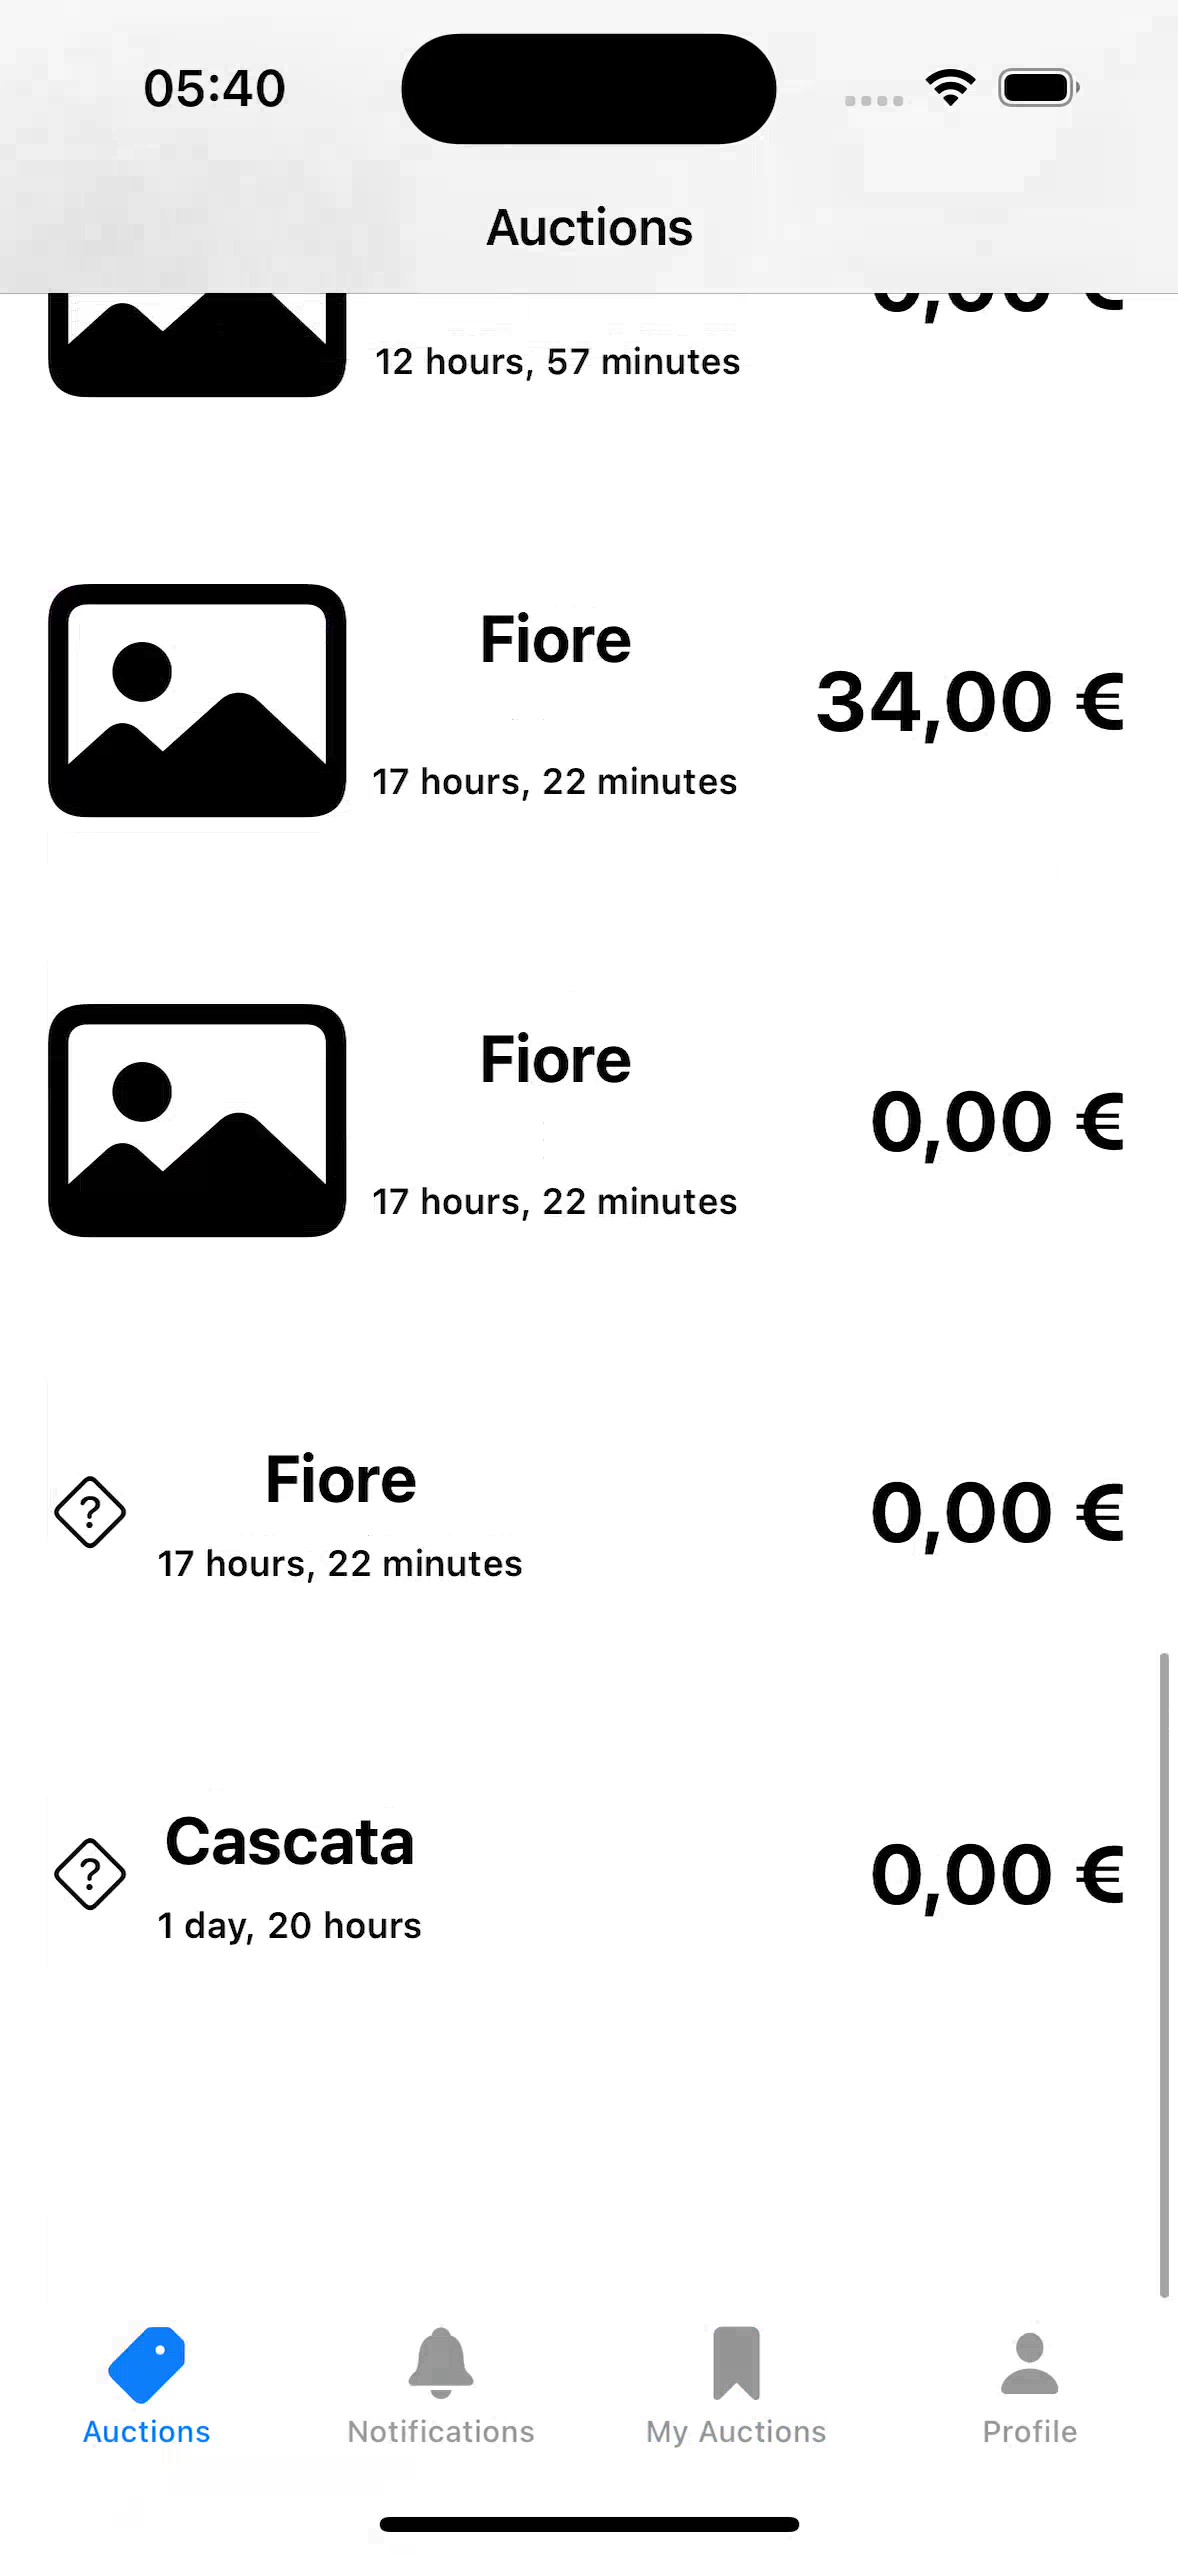 05:40
Auctions
0,00 €
12 hours, 57 minutes
Fiore
34,00 €
17 hours, 22 minutes
Fiore
0,00 €
17 hours, 22 minutes
Fiore
?
0,00 €
17 hours, 22 minutes
Cascata
?
0,00 €
1 day, 20 hours
Auctions
Notifications
My Auctions
Profile